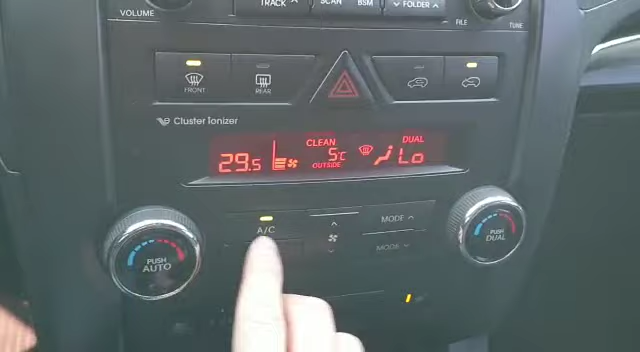 TRACK ∧ SCAN BSM ∨ FOLDER ∧
VOLUME FILE TUNE
FRONT REAR
Cluster Ionizer
CLEAN DUAL
29.5 5°C Lo
OUTSIDE
A/C MODE ∧
MODE ∨
PUSH AUTO
PUSH DUAL